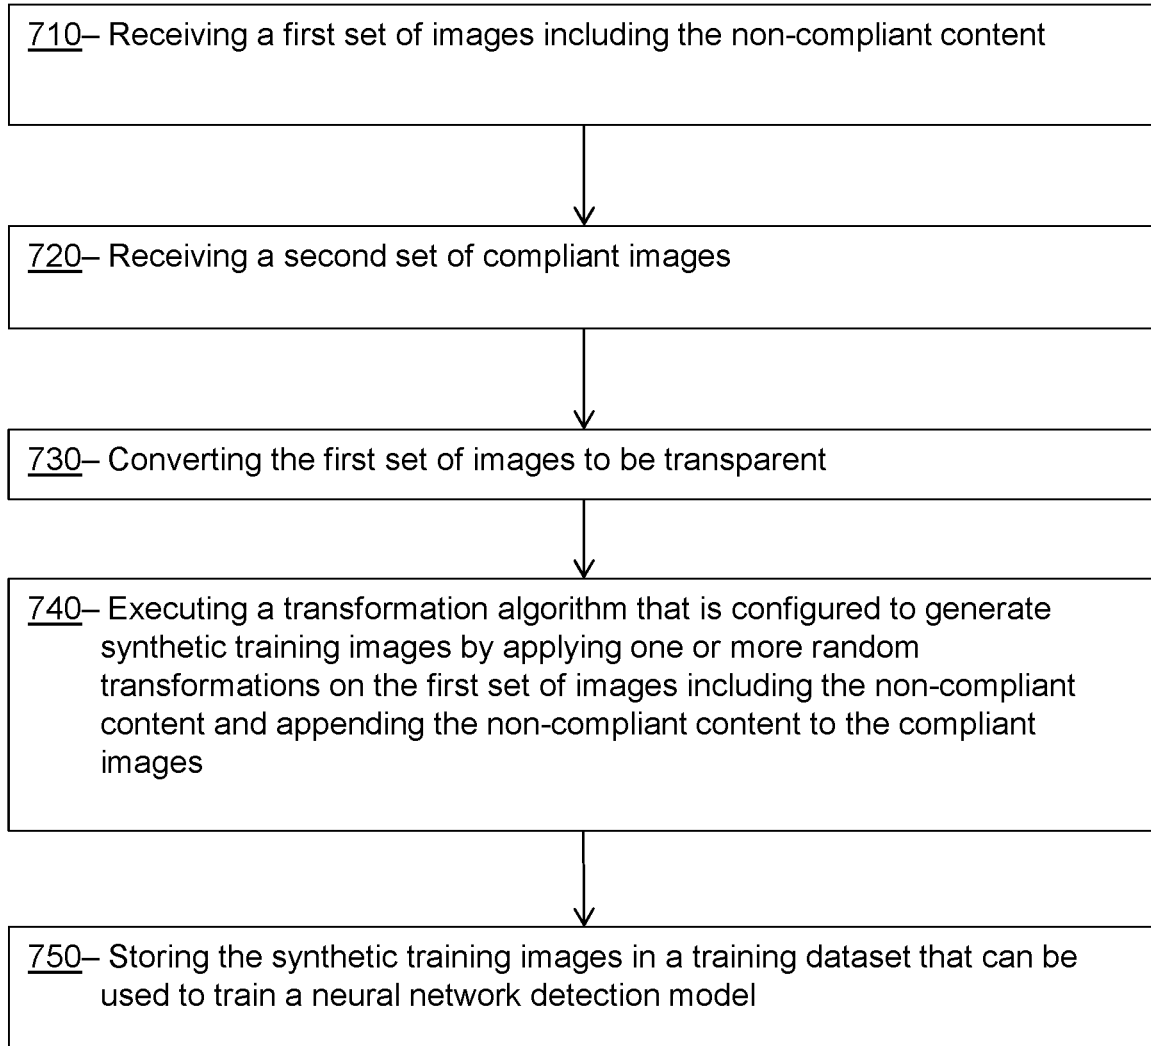 710– Receiving a first set of images including the non-compliant content
720– Receiving a second set of compliant images
730– Converting the first set of images to be transparent
740– Executing a transformation algorithm that is configured to generate
synthetic training images by applying one or more random
transformations on the first set of images including the non-compliant
content and appending the non-compliant content to the compliant
images
750– Storing the synthetic training images in a training dataset that can be
used to train a neural network detection model